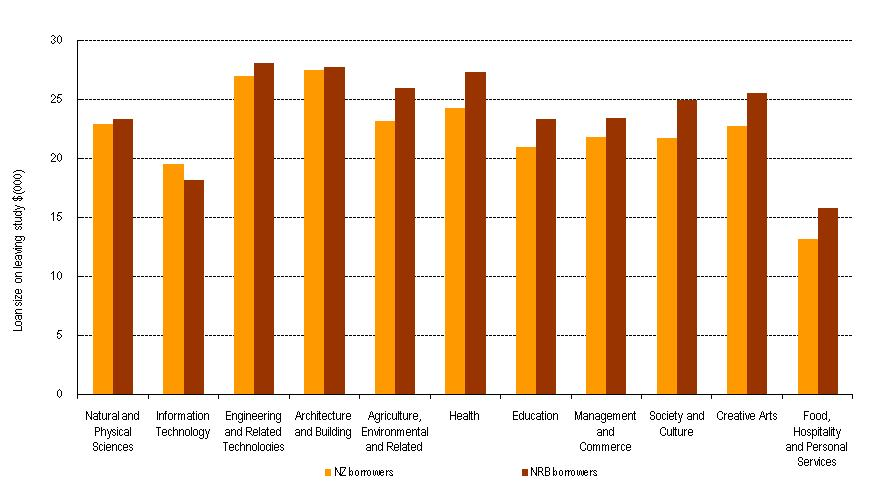 30
25
20
15
10
5
0
Loan size on leaving study $(000)
Natural and
Physical
Sciences
Information
Technology
Engineering
and Related
Technologies
Architecture
and Building
Agriculture,
Environmental
and Related
Health
Education
Management
and
Commerce
Society and
Culture
Creative Arts
Food,
Hospitality
and Personal
Services
NZ borrowers
NRB borrowers